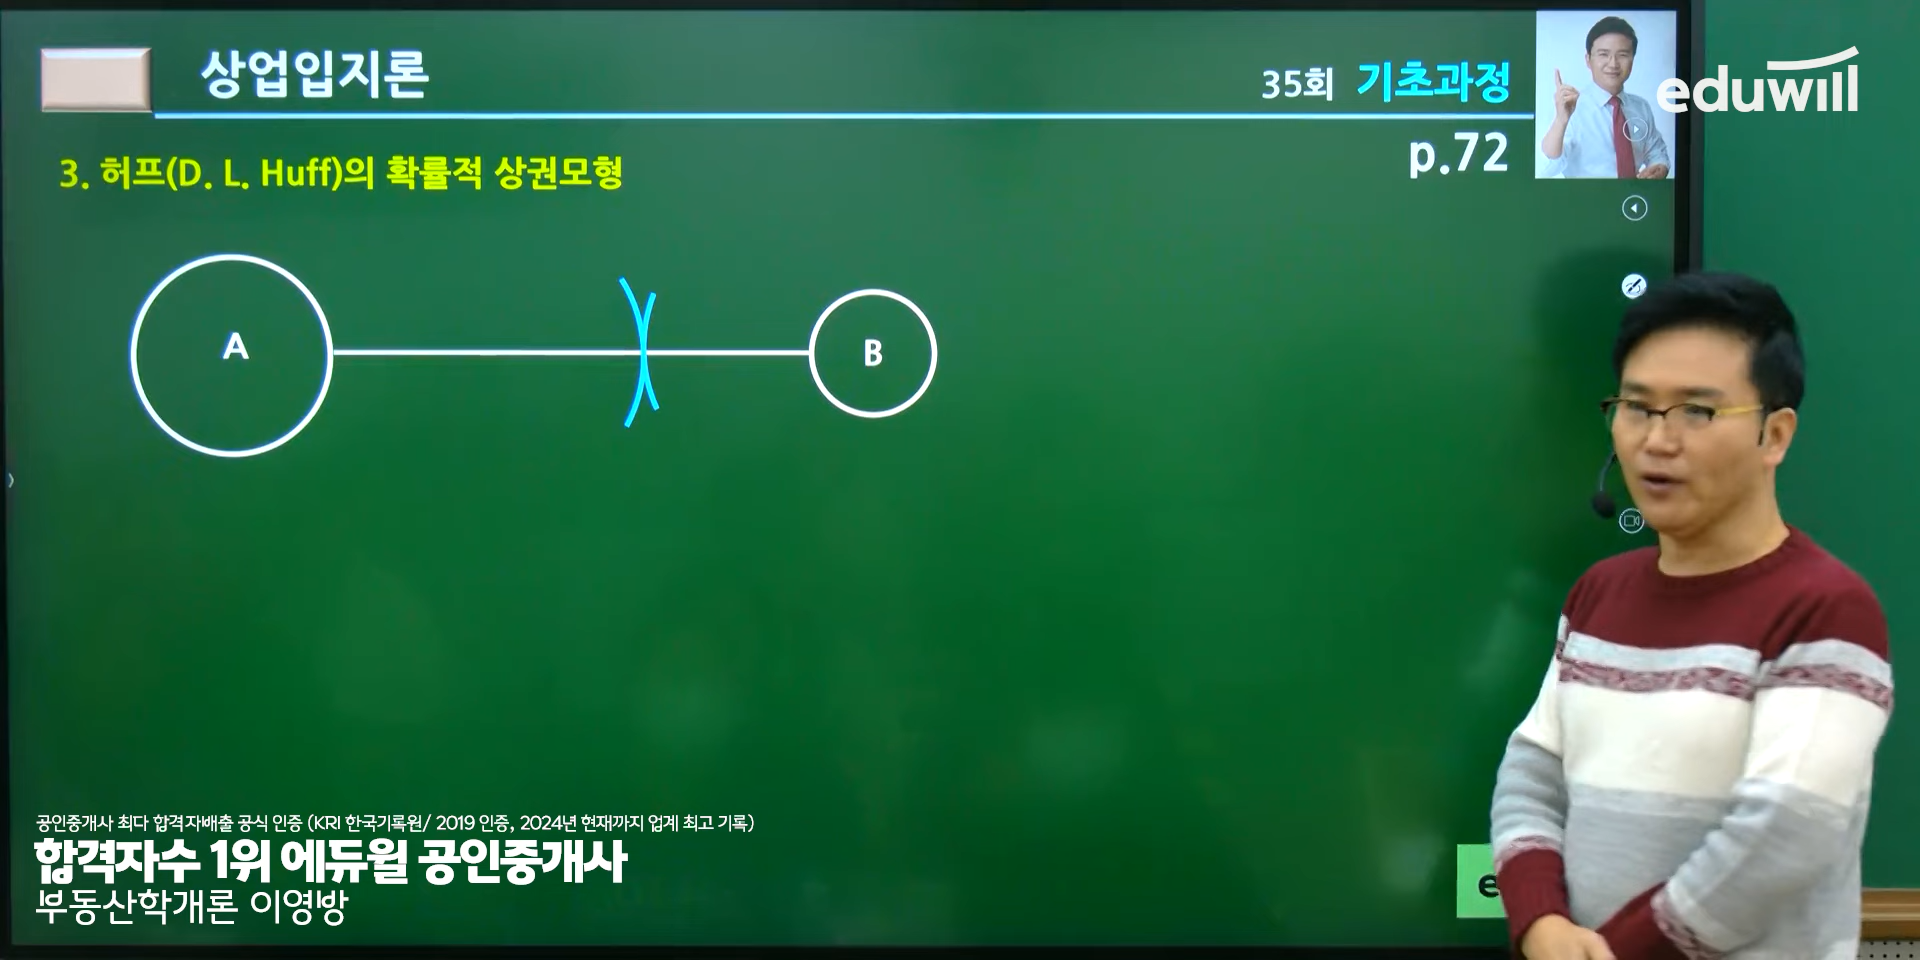 상업입지론
35회 기초과정
eduwill
p.72
3. 허프(D. L. Huff)의 확률적 상권모형
A
B
공인중개사 최다 합격자배출 공식 인증 (KRI 한국기록원/ 2019 인증, 2024년 현재까지 업계 최고 기록)
합격자수 1위 에듀윌 공인중개사
부동산학개론 이영방